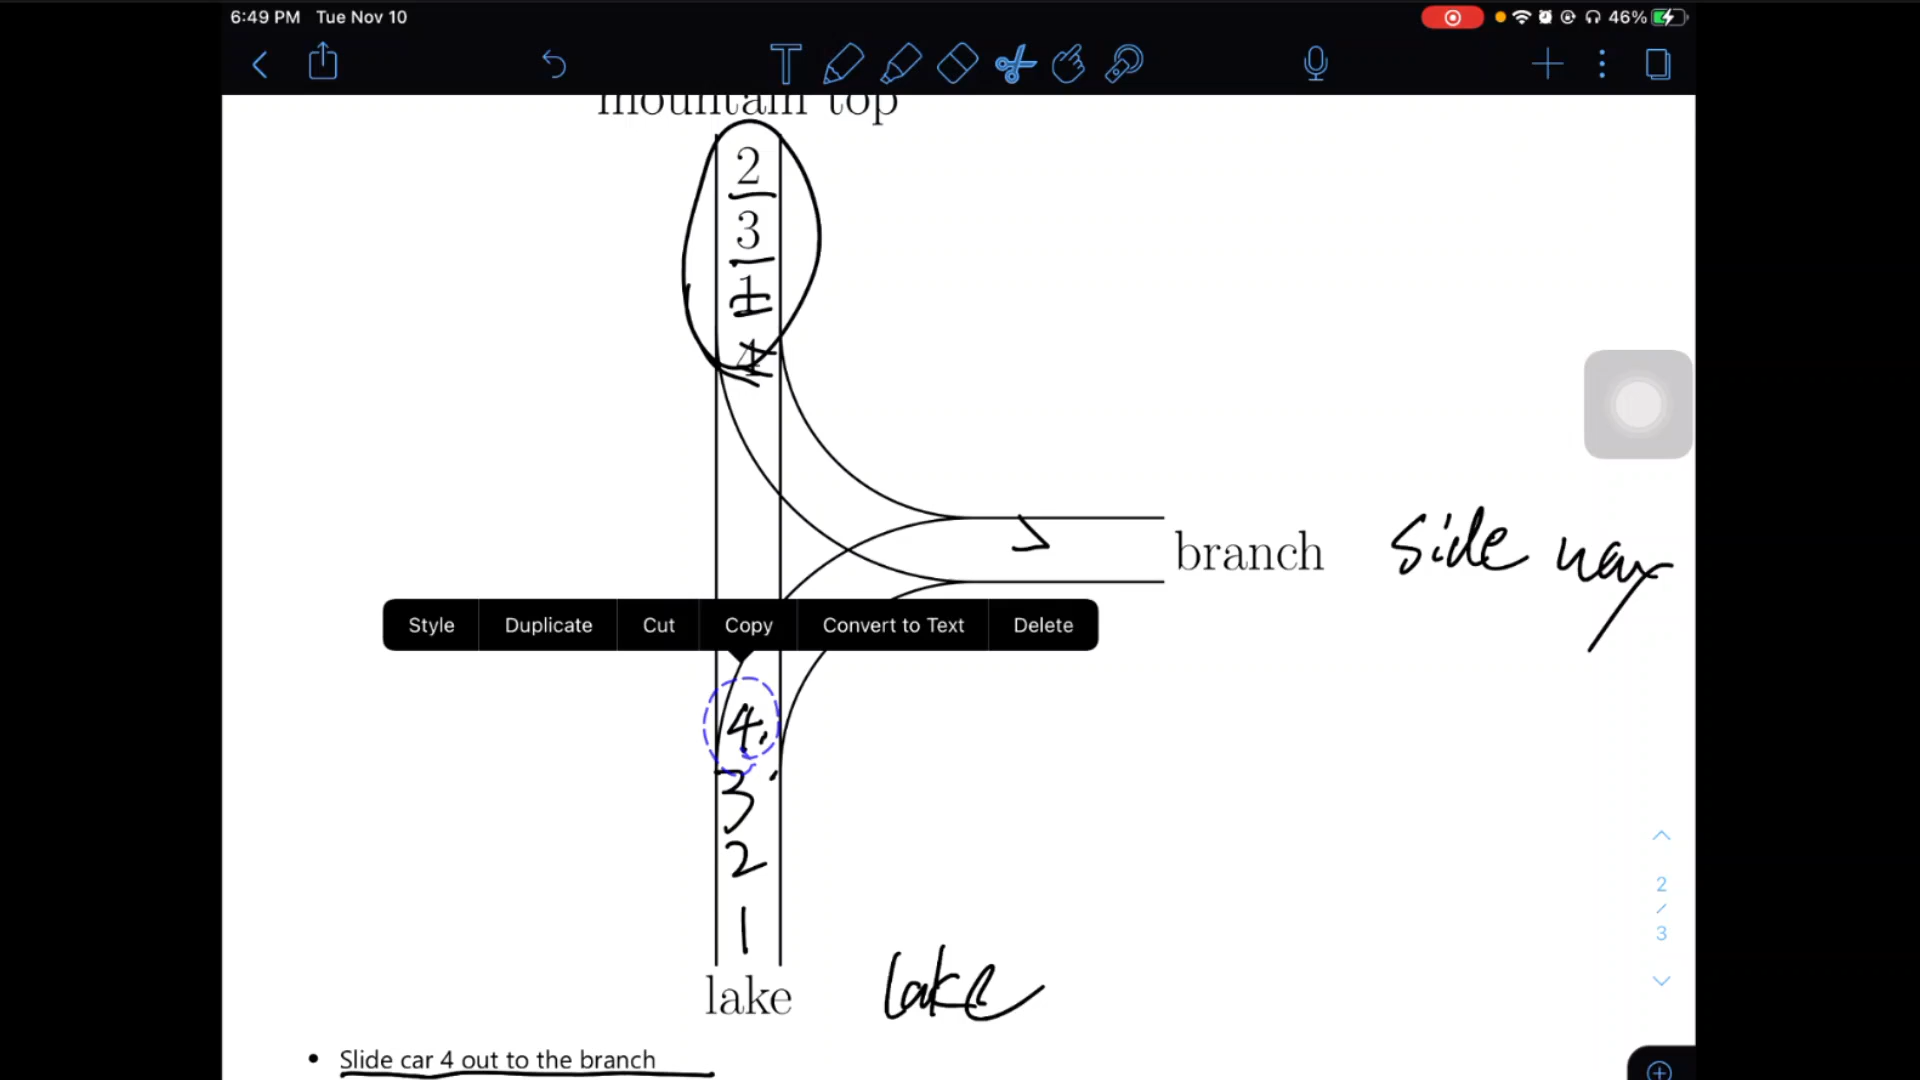 6:49 PM Tue Nov 10
46%
T
mountain top
2
3
1
4
branch side way
Style Duplicate Cut Copy Convert to Text Delete
4
3
2
1
lake lake
2
/
3
• Slide car 4 out to the branch